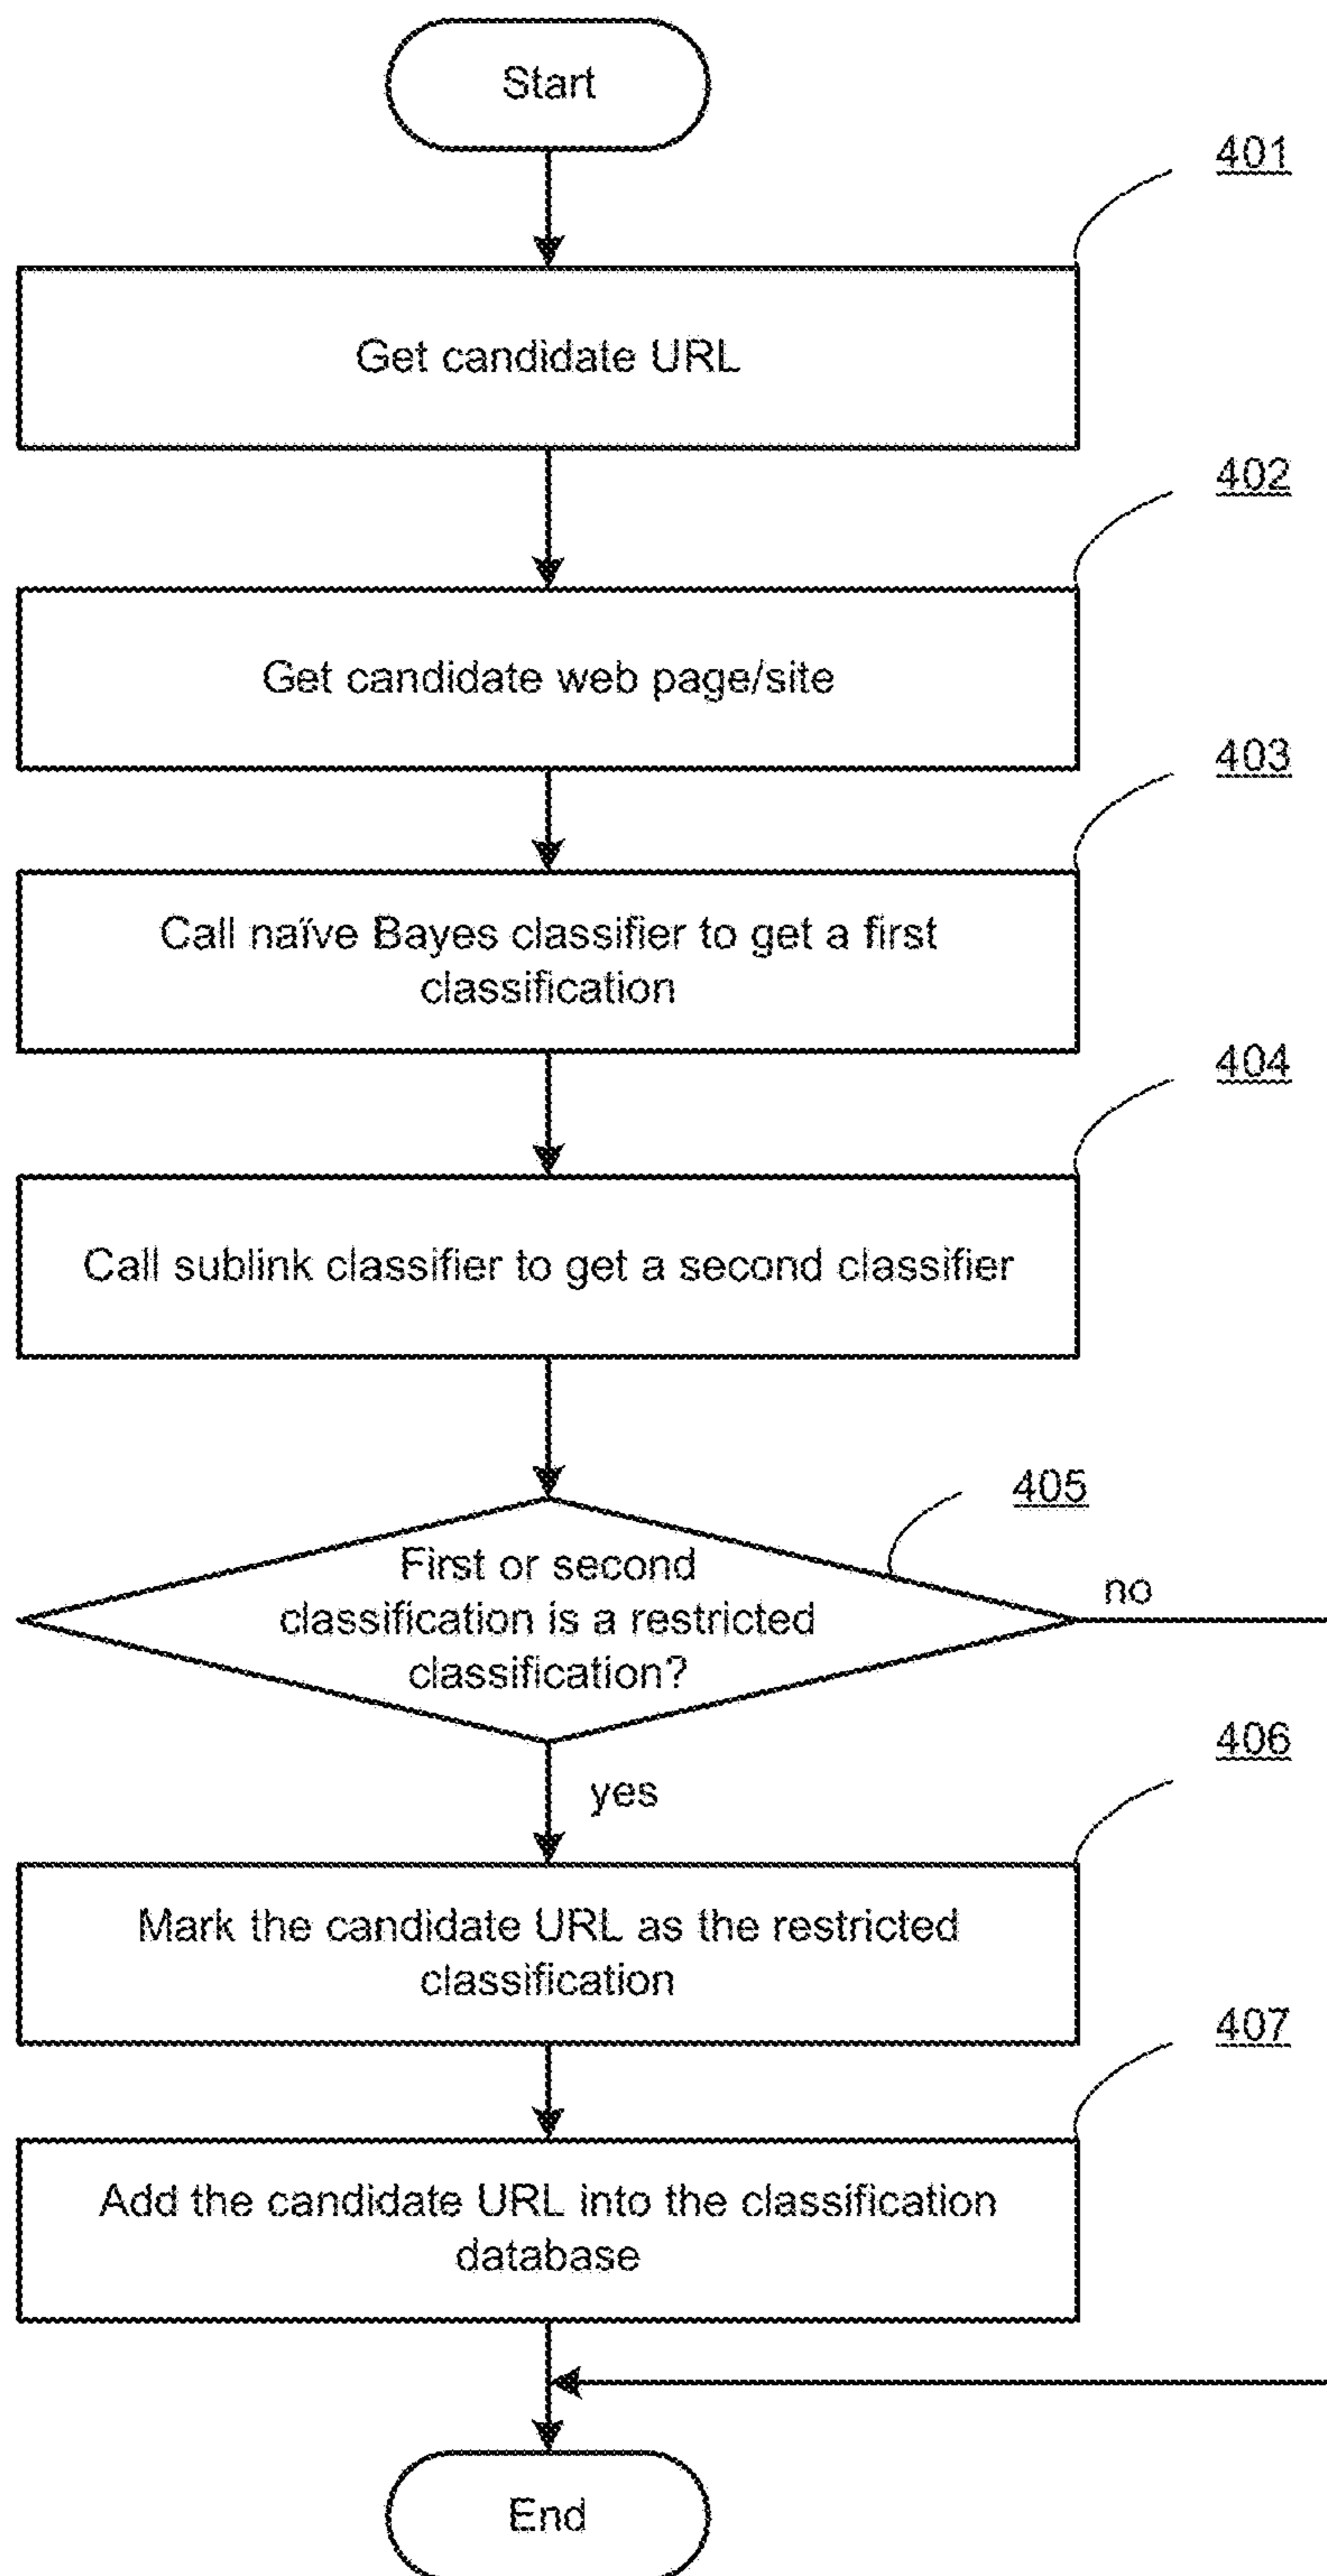 Start
401
Get candidate URL
402
Get candidate web page/site
403
Call naïve Bayes classifier to get a first
classification
404
Call sublink classifier to get a second classifier
405
First or second
classification is a restricted
classification?
no
yes
406
Mark the candidate URL as the restricted
classification
407
Add the candidate URL into the classification
database
End